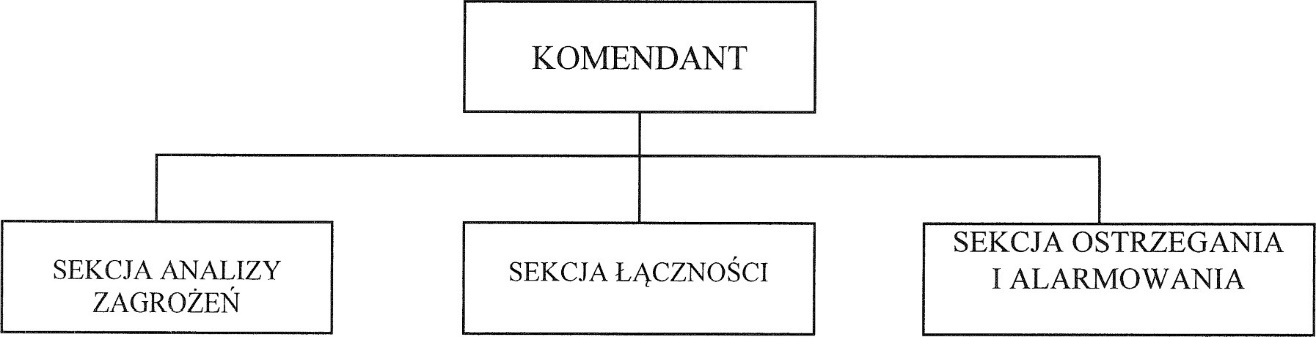 KOMENDANT
SEKCJA ANALIZY
ZAGROŻEŃ
SEKCJA ŁĄCZNOŚCI
SEKCJA OSTRZEGANIA
I ALARMOWANIA